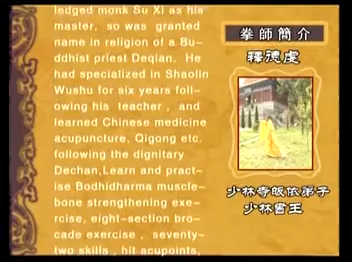 ledged monk Su Xi as his
master, so was granted
name in religion of a Bu-
ddhist priest Deqian. He
had specialized in Shaolin
Wushu for six years foll-
owing his teacher , and
learned Chinese medicine
acupuncture, Qigong etc.
following the dignitary
Dechan,Learn and pract-
ise Bodhidharma muscle-
bone strengthening exe-
rcise, eight-section bro-
cade exercise , seventy-
two skills , hit acupoints,
拳師簡介
釋德虔
少林寺皈依弟子
少林書王